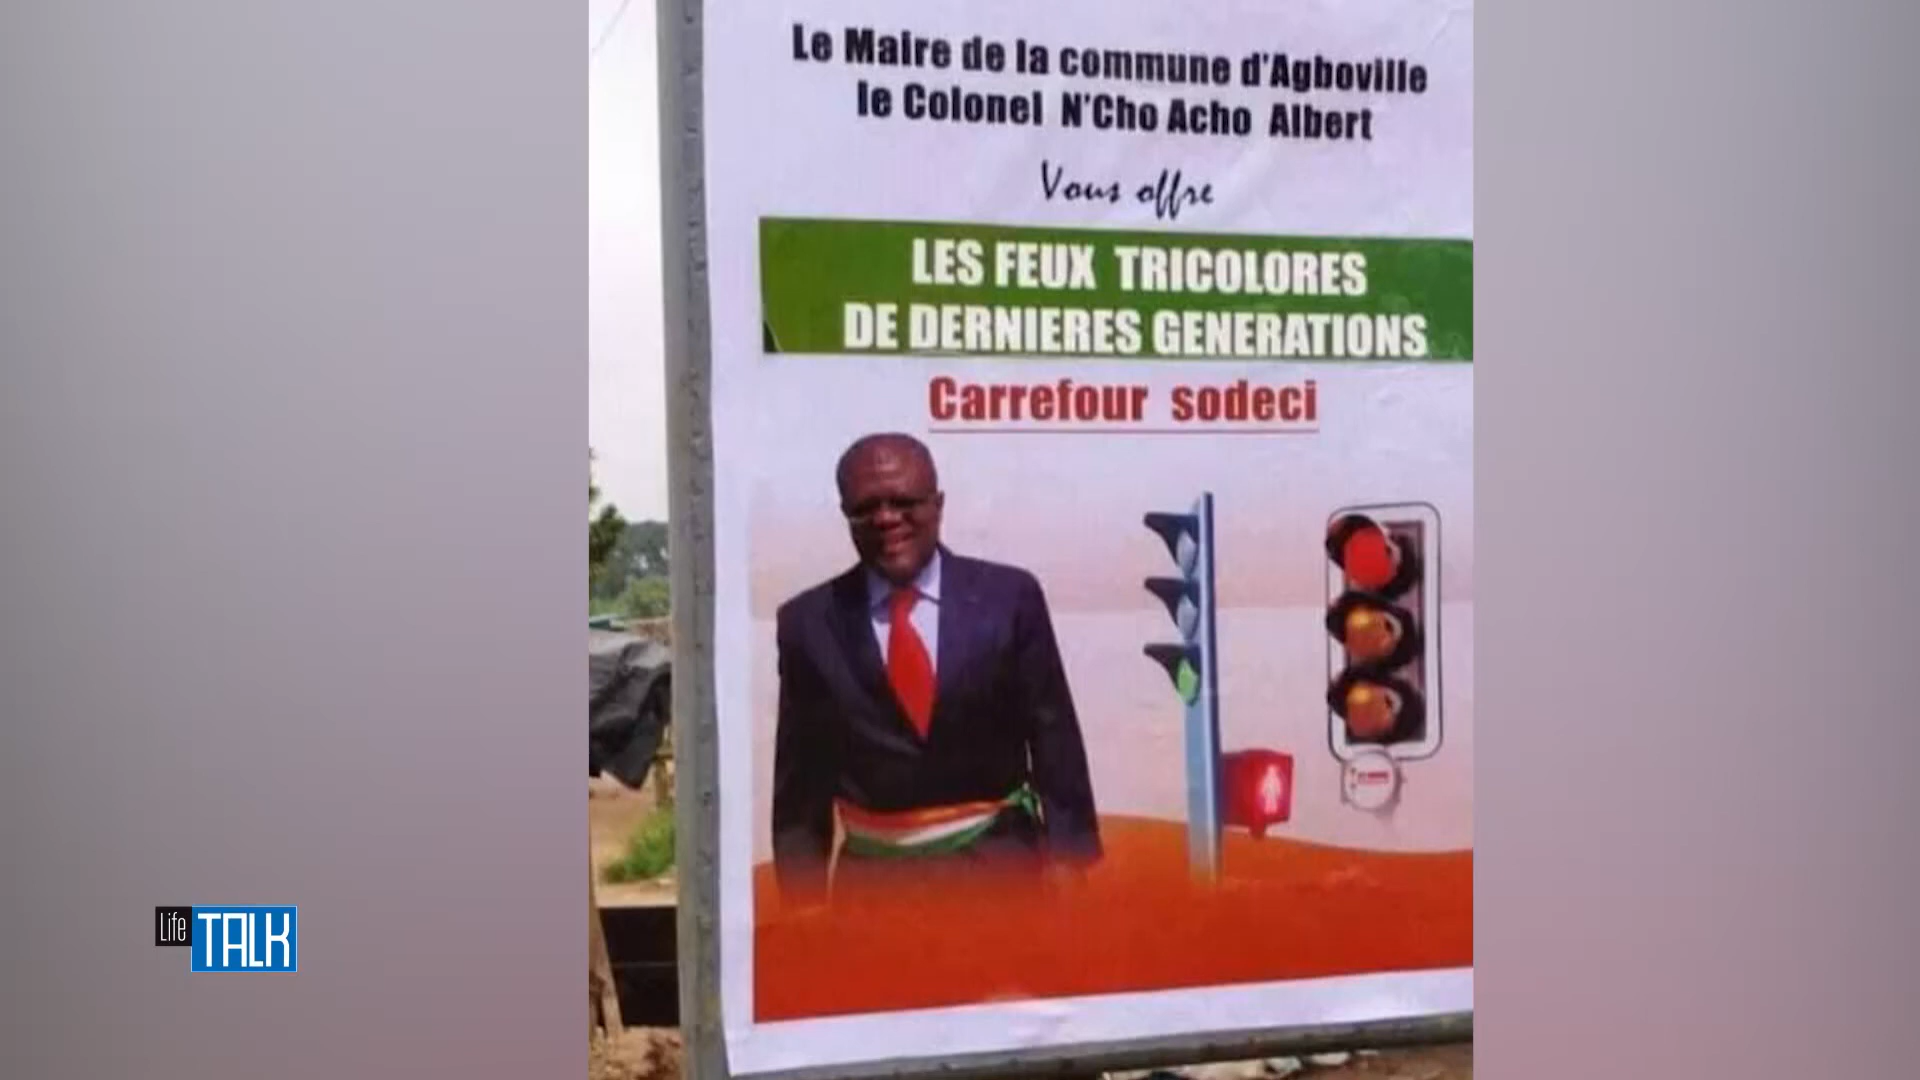 Le Maire de la commune d'Agboville
le Colonel N'Cho Acho Albert
Vous offre
LES FEUX TRICOLORES
DE DERNIERES GENERATIONS
Carrefour sodeci
Life
TALK